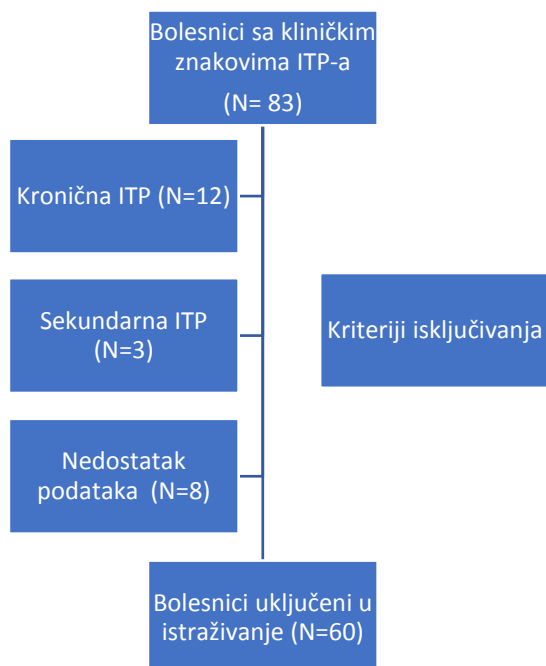 Bolesnici sa kliničkim
znakovima ITP-a
(N= 83)
Kronična ITP (N=12)
Sekundarna ITP
(N=3)
Kriteriji isključivanja
Nedostatak
podataka (N=8)
Bolesnici uključeni u
istraživanje (N=60)